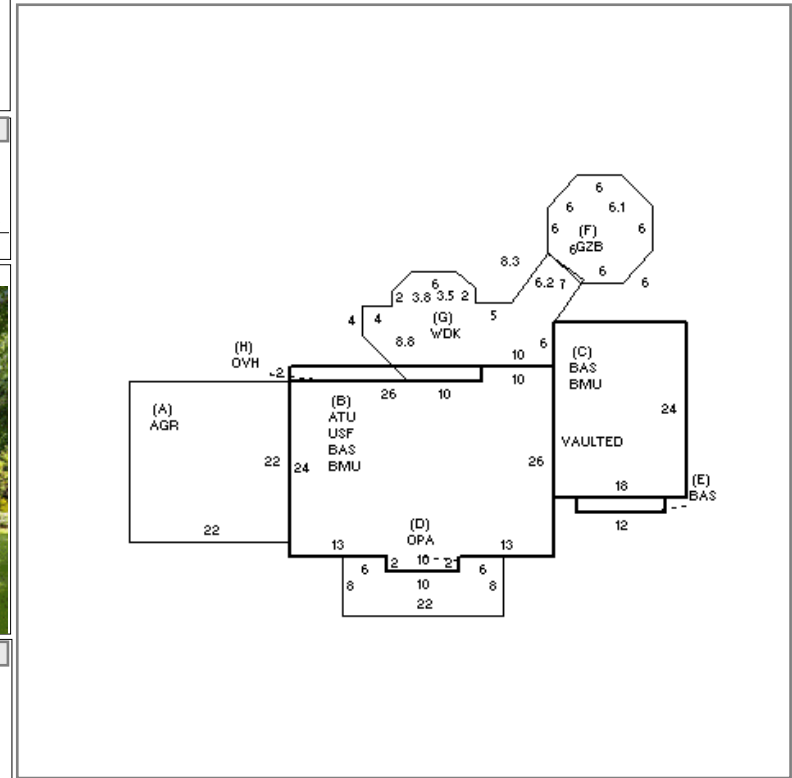 6
6 6.1
6 (F) 6
6 GZB
8.3 6 6
6.2 7
6
2 3.8 3.5 2
4 4 (G) 5
WDK
8.8 6
(H) 10 (C)
OVH BAS
2 10 BMU
26 10
(A) (B)
AGR ATU 24
USF
BAS VAULTED
22 24 BMU 26
18 (E)
BAS
22 (D) 12
OPA
13 10 13
6 2 2 6
8 10 8
22